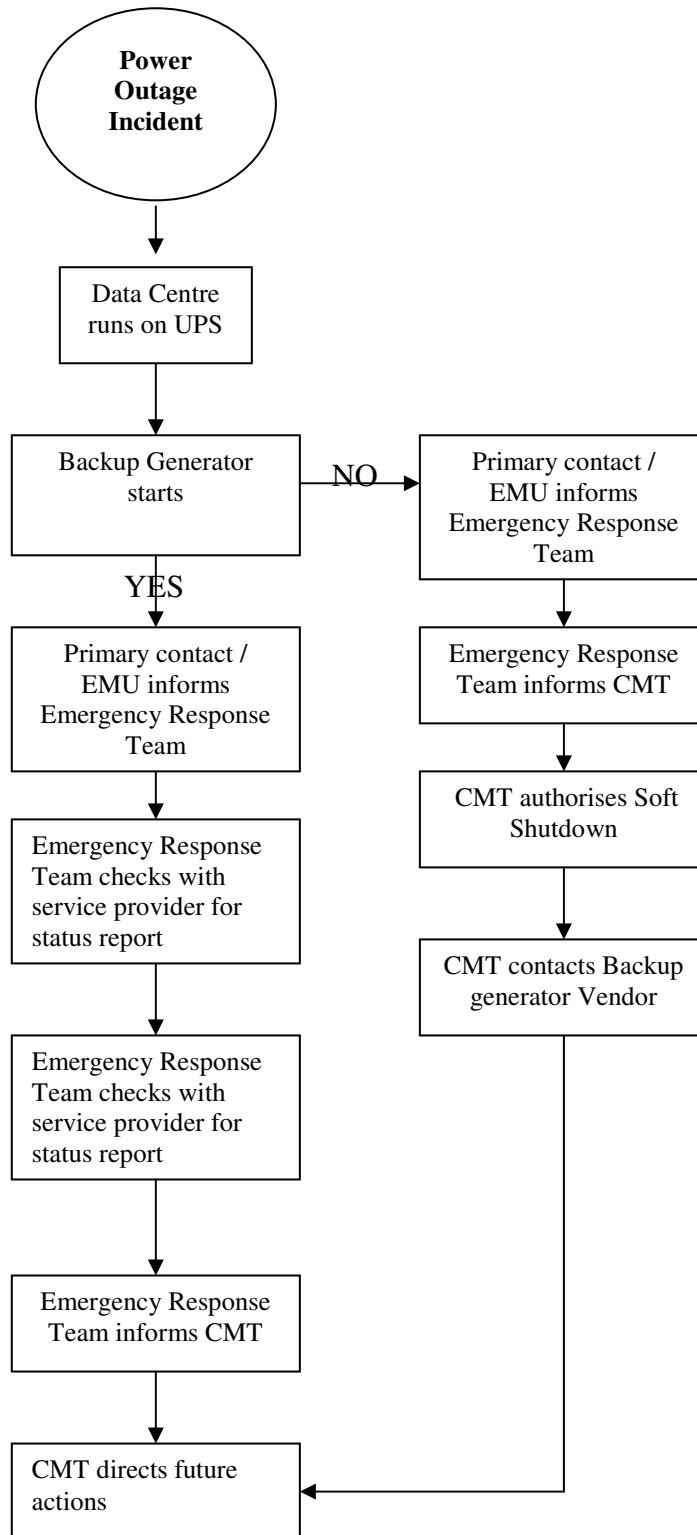 Power
Outage
Incident
Data Centre
runs on UPS
Backup Generator
starts
NO
Primary contact /
EMU informs
Emergency Response
Team
YES
Primary contact /
EMU informs
Emergency Response
Team
Emergency Response
Team informs CMT
CMT authorises Soft
Shutdown
Emergency Response
Team checks with
service provider for
status report
CMT contacts Backup
generator Vendor
Emergency Response
Team checks with
service provider for
status report
Emergency Response
Team informs CMT
CMT directs future
actions